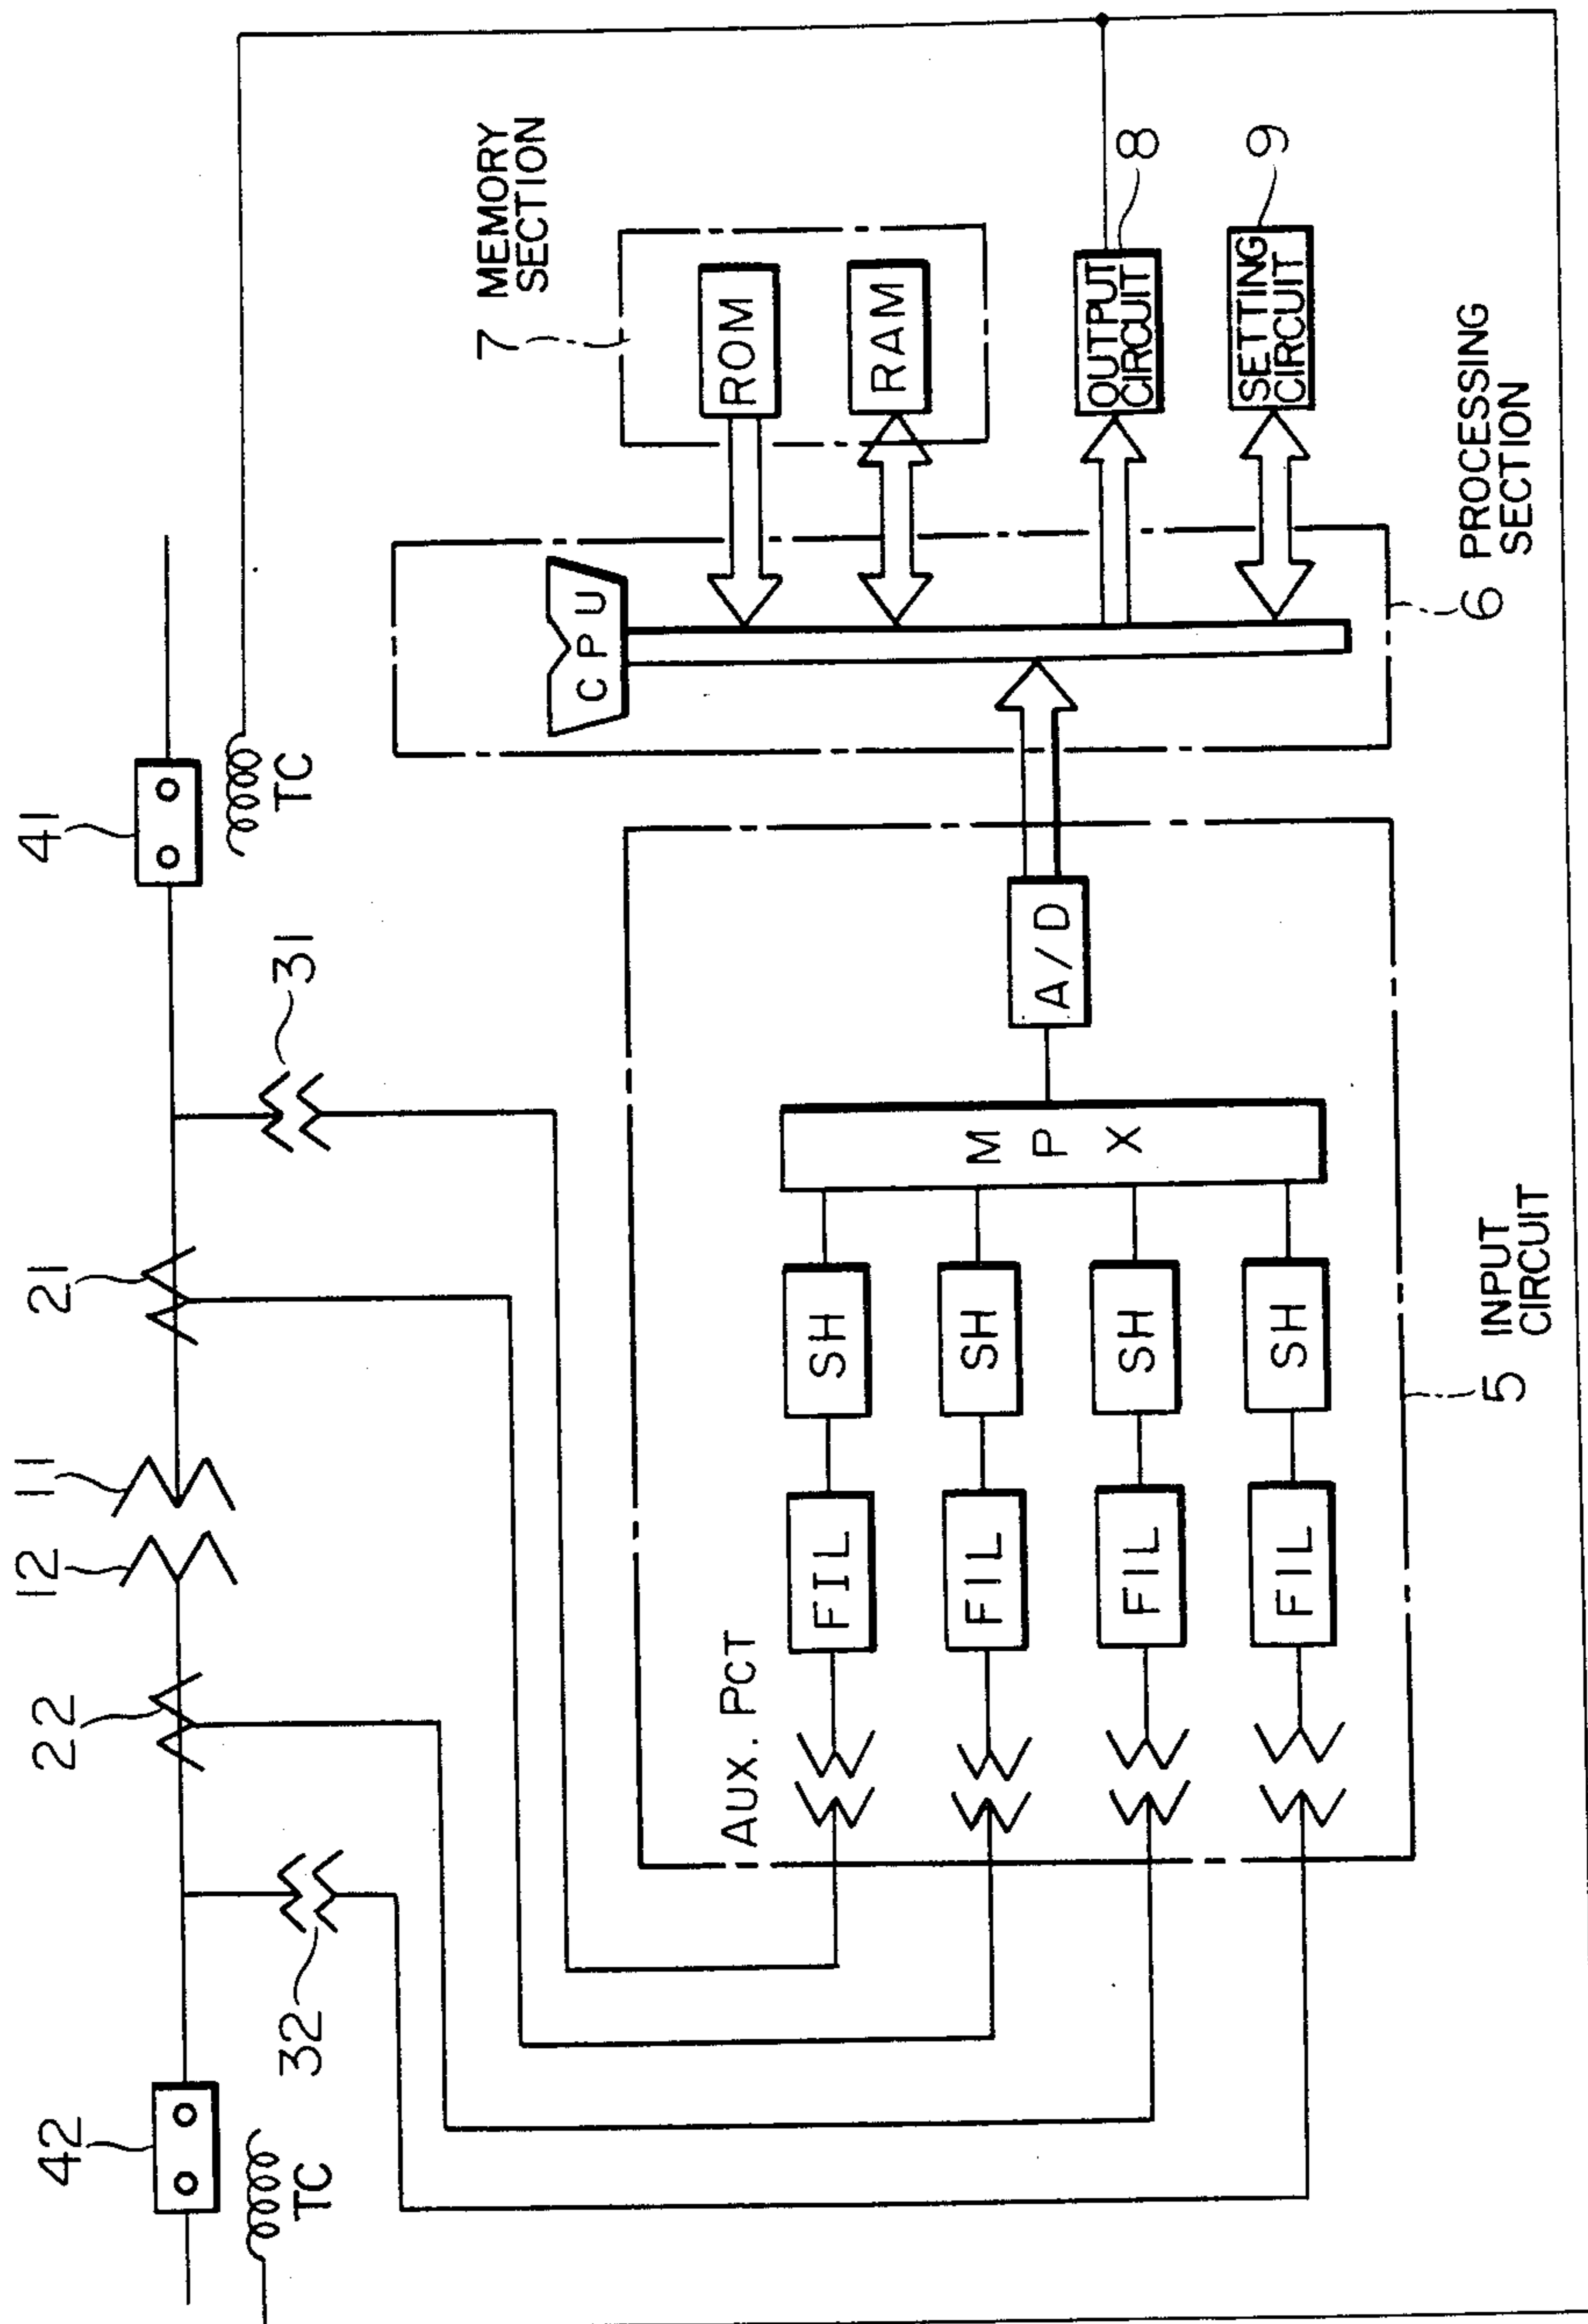 42
TC
32
22
12
11
21
31
41
TC
AUX. PCT
FIL
SH
FIL
SH
FIL
SH
FIL
SH
MPX
A/D
5
INPUT
CIRCUIT
CPU
6
PROCESSING
SECTION
7
MEMORY
SECTION
ROM
RAM
OUTPUT
CIRCUIT
8
SETTING
CIRCUIT
9